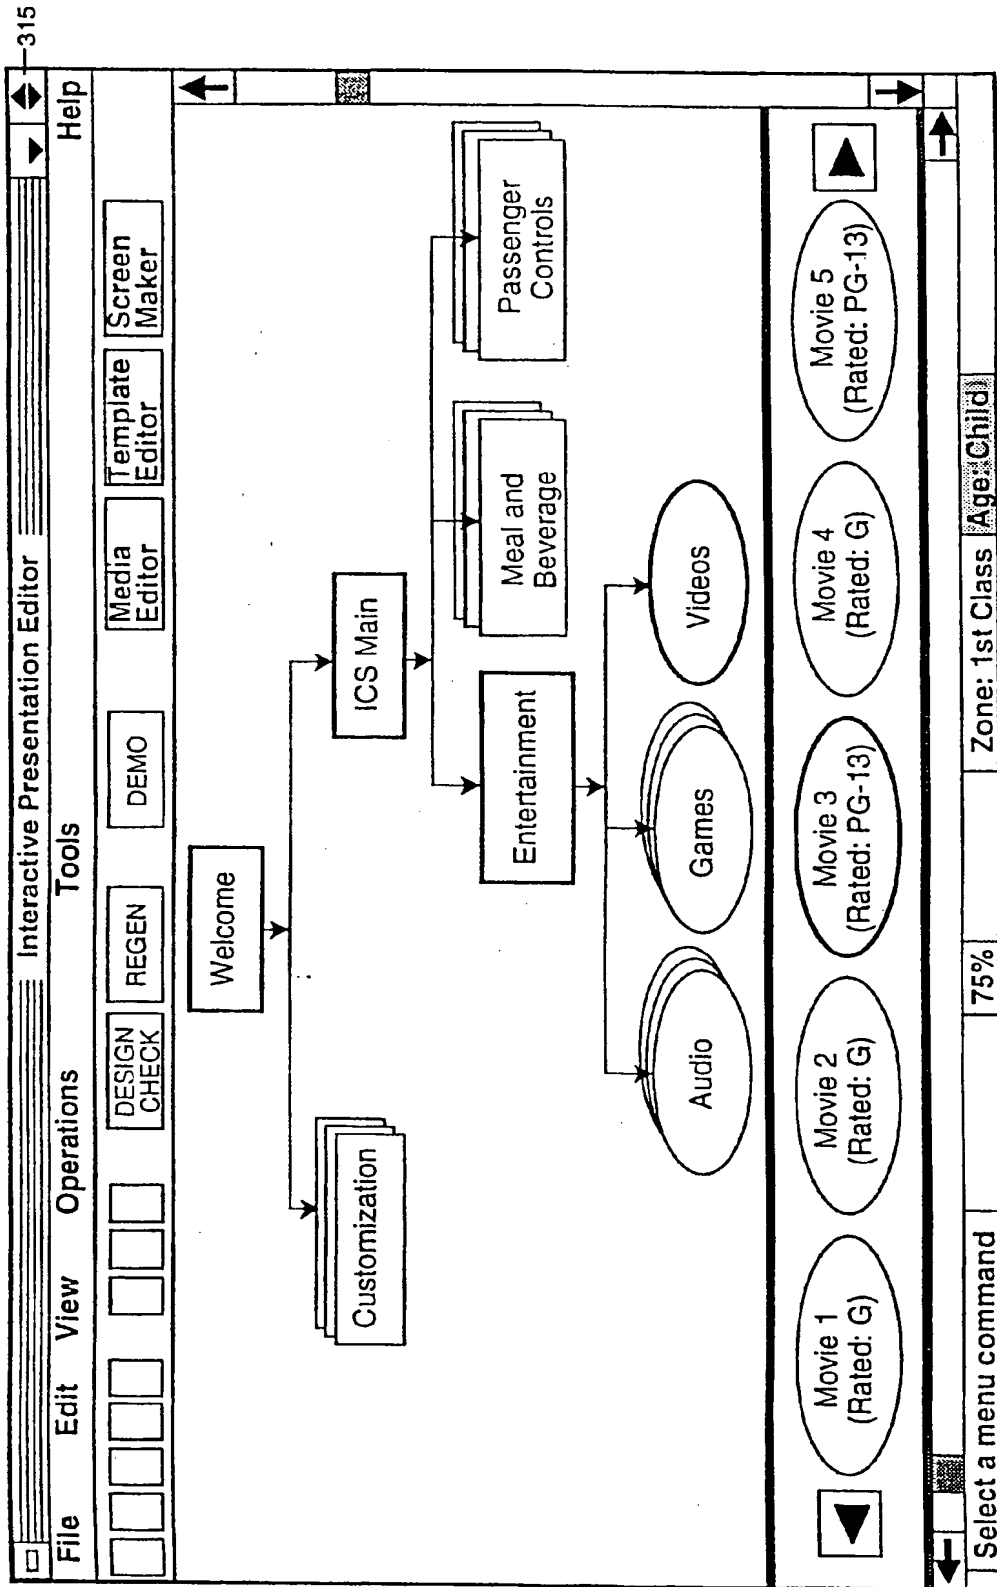 315
Interactive Presentation Editor
File Edit View Operations Tools Help
DESIGN
CHECK
REGEN
DEMO
Media
Editor
Template
Editor
Screen
Maker
Welcome
Customization
ICS Main
Entertainment
Meal and
Beverage
Passenger
Controls
Audio
Games
Videos
Movie 1
(Rated: G)
Movie 2
(Rated: G)
Movie 3
(Rated: PG-13)
Movie 4
(Rated: G)
Movie 5
(Rated: PG-13)
Select a menu command
75%
Zone: 1st Class
Age: Child